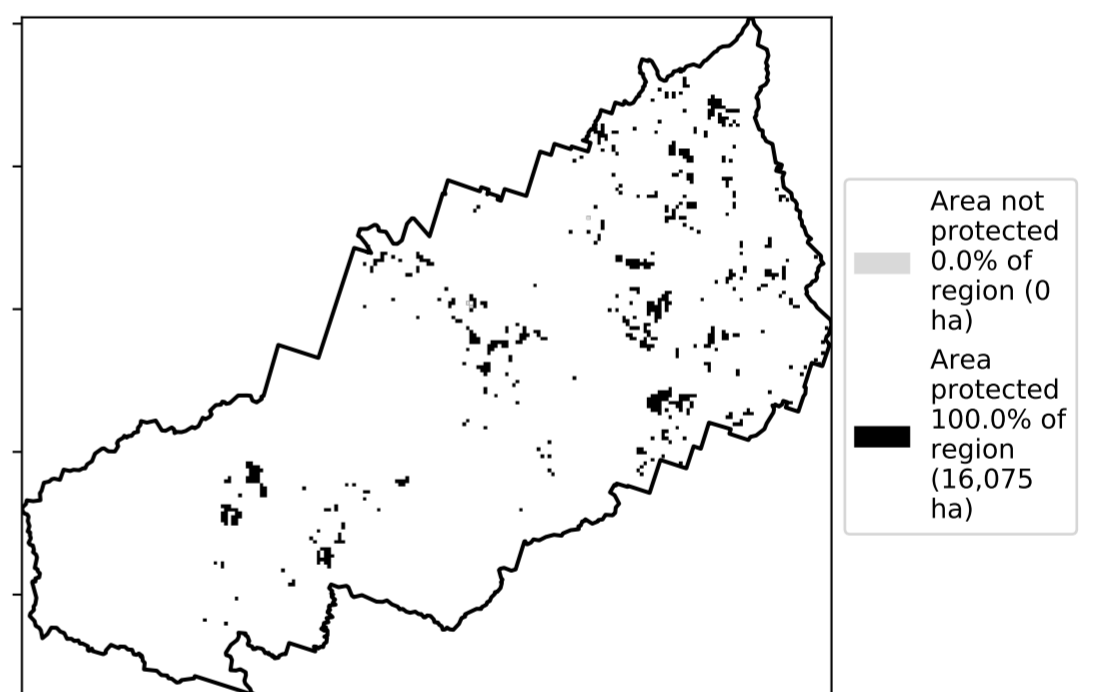 Area not
protected
0.0% of
region (0
ha)
Area
protected
100.0% of
region
(16,075
ha)